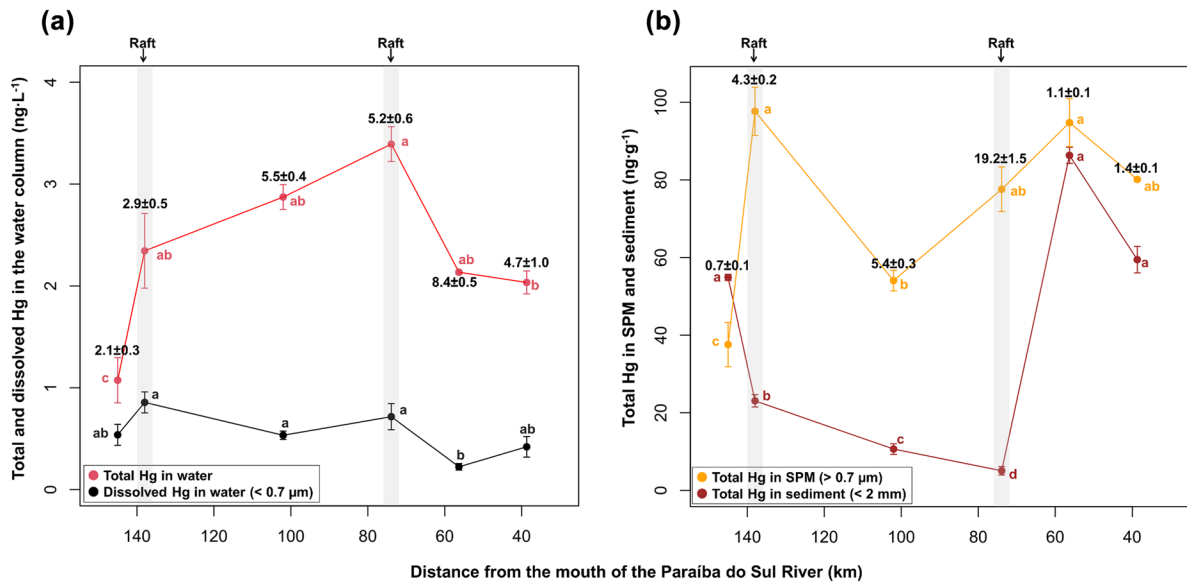 (a)
Raft
Raft
Total and dissolved Hg in the water column (ng·L⁻¹)
4
3
2
1
0
2.1±0.3
2.9±0.5
5.5±0.4
5.2±0.6
8.4±0.5
4.7±1.0
c
ab
ab
a
ab
b
ab
a
a
a
b
ab
Total Hg in water
Dissolved Hg in water (< 0.7 µm)
140
120
100
80
60
40
(b)
Raft
Raft
Total Hg in SPM and sediment (ng·g⁻¹)
100
80
60
40
20
0
0.7±0.1
4.3±0.2
5.4±0.3
19.2±1.5
1.1±0.1
1.4±0.1
c
a
b
ab
a
ab
a
b
c
d
a
a
Total Hg in SPM (> 0.7 µm)
Total Hg in sediment (< 2 mm)
140
120
100
80
60
40
Distance from the mouth of the Paraíba do Sul River (km)